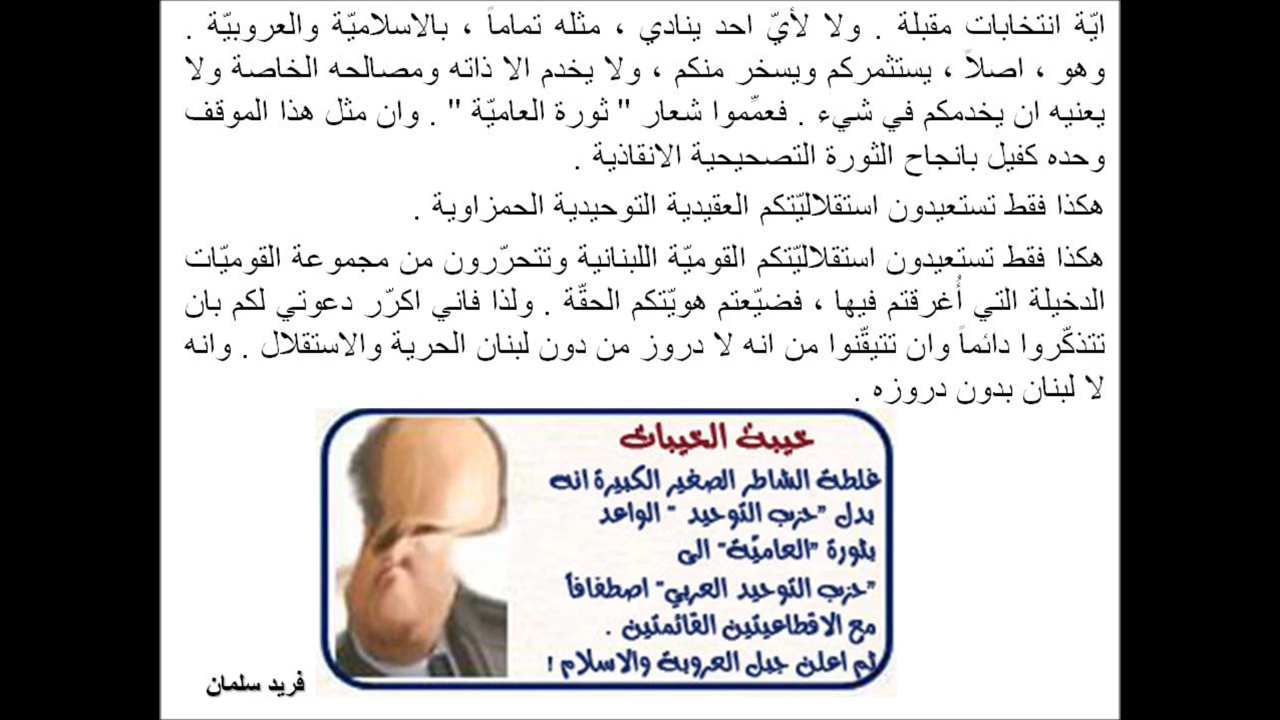 ايّة انتخابات مقبلة . ولا لأيّ احد ينادي ، مثله تماماً ، بالاسلاميّة والعروبيّة .
وهو ، اصلاً ، يستثمركم ويسخر منكم ، ولا يخدم الا ذاته ومصالحه الخاصة ولا
يعنيه ان يخدمكم في شيء . فعمِّموا شعار " ثورة العاميّة " . وان مثل هذا الموقف
وحده كفيل بانجاح الثورة التصحيحية الانقاذية .
هكذا فقط تستعيدون استقلاليّتكم العقيدية التوحيدية الحمزاوية .
هكذا فقط تستعيدون استقلاليّتكم القوميّة اللبنانية وتتحرّرون من مجموعة القوميّات
الدخيلة التي أُغرقتم فيها ، فضيّعتم هويّتكم الحقّة . ولذا فاني اكرّر دعوتي لكم بان
تتذكّروا دائماً وان تتيقّنوا من انه لا دروز من دون لبنان الحرية والاستقلال . وانه
لا لبنان بدون دروزه .
خيبة الخيبات
غلطة الشاطر الصغير الكبيرة انه
بدل "حزب التوحيد " الواعد
بثورة "العاميّة" الى
"حزب التوحيد العربي" اصطفافاً
مع الاقطاعيتين القائمتين .
ثم اعلن جبل العروبة والاسلام !
فريد سلمان